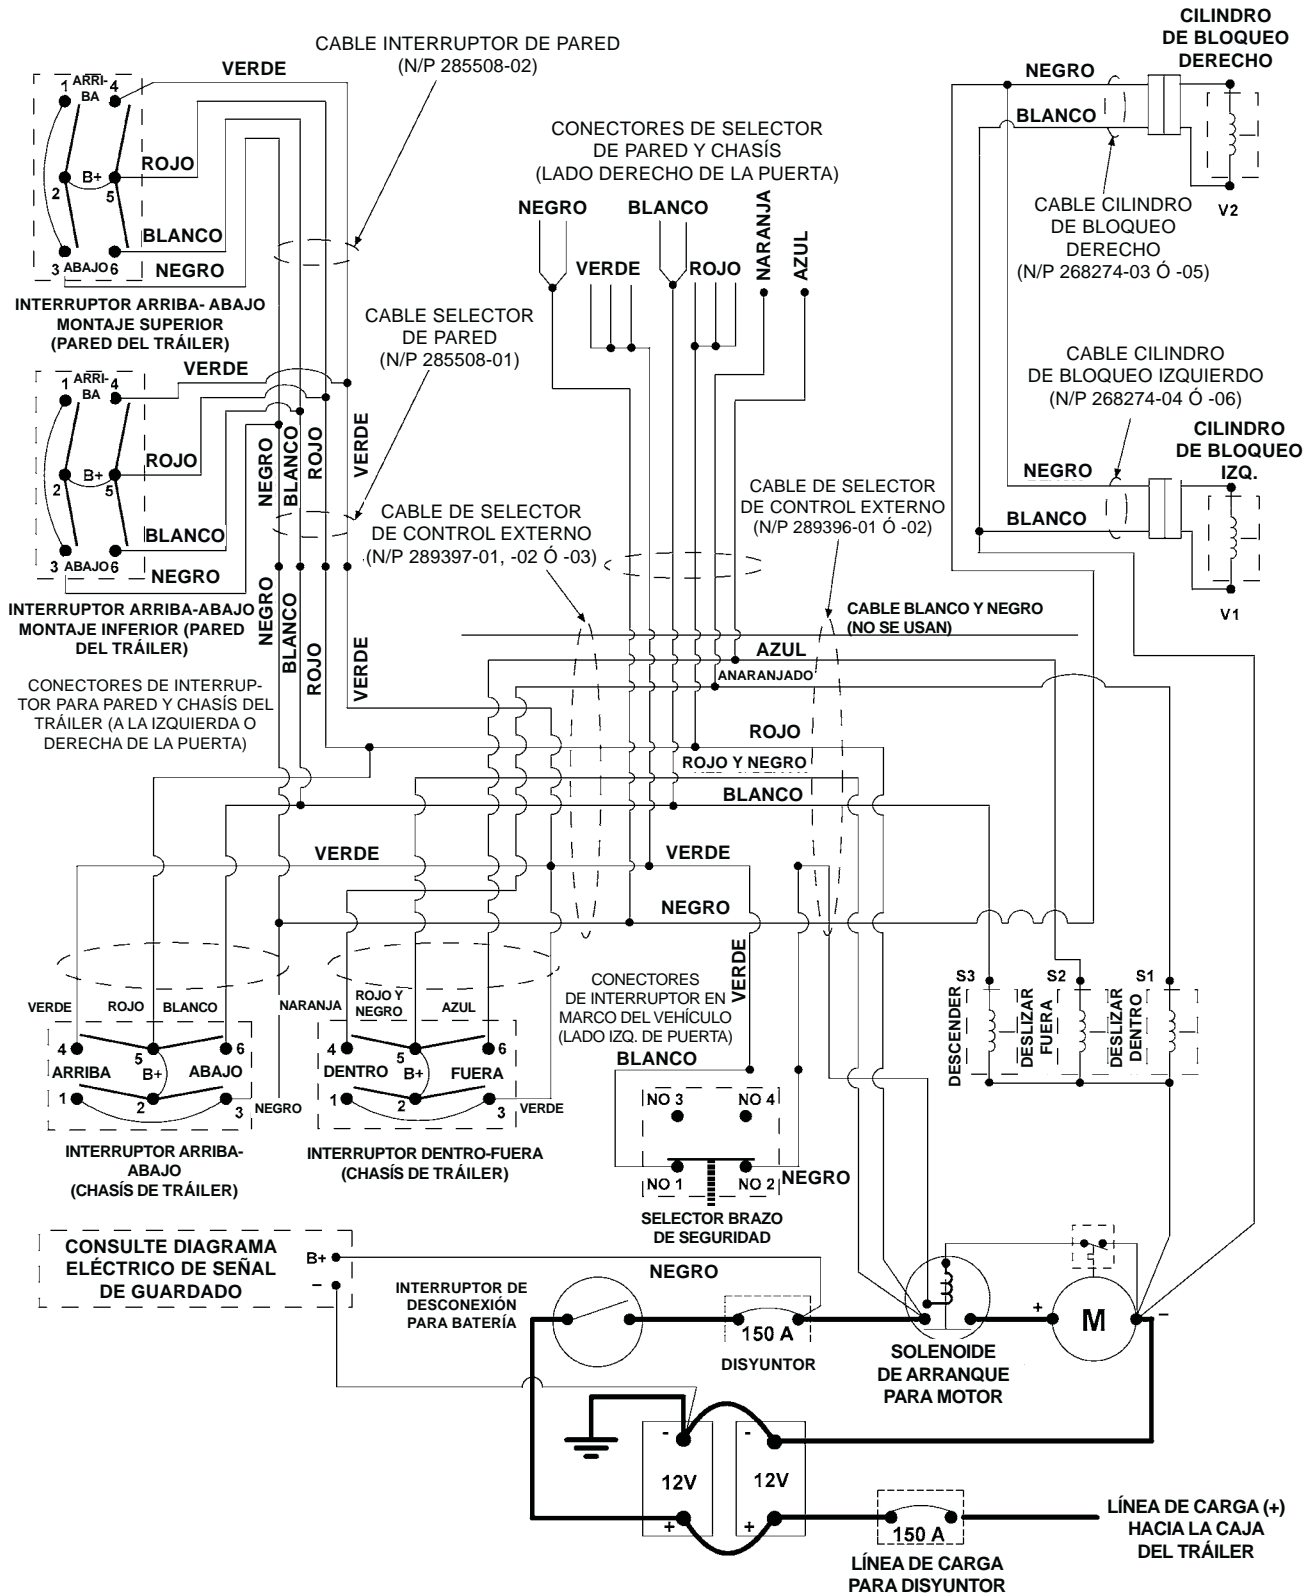 CABLE INTERRUPTOR DE PARED
(N/P 285508-02)
CILINDRO
DE BLOQUEO
DERECHO
VERDE
1 ARRI-
BA 4
ROJO
B+
2
5
BLANCO
3 ABAJO 6
NEGRO
INTERRUPTOR ARRIBA- ABAJO
MONTAJE SUPERIOR
(PARED DEL TRÁILER)
CONECTORES DE SELECTOR
DE PARED Y CHASÍS
(LADO DERECHO DE LA PUERTA)
NEGRO
BLANCO
NARANJA
AZUL
VERDE
ROJO
NEGRO
BLANCO
V2
CABLE CILINDRO
DE BLOQUEO
DERECHO
(N/P 268274-03 Ó -05)
CABLE SELECTOR
DE PARED
(N/P 285508-01)
CABLE CILINDRO
DE BLOQUEO IZQUIERDO
(N/P 268274-04 Ó -06)
CILINDRO
DE BLOQUEO
IZQ.
NEGRO
BLANCO
V1
VERDE
1 ARRI-
BA 4
ROJO
B+
2
5
BLANCO
3 ABAJO 6
NEGRO
INTERRUPTOR ARRIBA-ABAJO
MONTAJE INFERIOR (PARED
DEL TRÁILER)
NEGRO
BLANCO
ROJO
VERDE
NEGRO
BLANCO
ROJO
VERDE
CABLE DE SELECTOR
DE CONTROL EXTERNO
(N/P 289397-01, -02 Ó -03)
CABLE DE SELECTOR
DE CONTROL EXTERNO
(N/P 289396-01 Ó -02)
CABLE BLANCO Y NEGRO
(NO SE USAN)
CONECTORES DE INTERRUP-
TOR PARA PARED Y CHASÍS DEL
TRÁILER (A LA IZQUIERDA O
DERECHA DE LA PUERTA)
AZUL
ANARANJADO
ROJO
ROJO Y NEGRO
BLANCO
VERDE
VERDE
NEGRO
VERDE
VERDE
ROJO
BLANCO
4
5
6
ARRIBA
B+
ABAJO
1
2
3
NEGRO
INTERRUPTOR ARRIBA-
ABAJO
(CHASÍS DE TRÁILER)
NARANJA
ROJO Y
NEGRO
AZUL
4
5
6
DENTRO
B+
FUERA
1
2
3
VERDE
INTERRUPTOR DENTRO-FUERA
(CHASÍS DE TRÁILER)
CONECTORES
DE INTERRUPTOR EN
MARCO DEL VEHÍCULO
(LADO IZQ. DE PUERTA)
BLANCO
NO 3
NO 4
NO 1
NO 2
NEGRO
SELECTOR BRAZO
DE SEGURIDAD
S3
S2
S1
DESCENDER
DESLIZAR
FUERA
DESLIZAR
DENTRO
CONSULTE DIAGRAMA
ELÉCTRICO DE SEÑAL
DE GUARDADO
B+
–
NEGRO
INTERRUPTOR DE
DESCONEXIÓN
PARA BATERÍA
150 A
DISYUNTOR
SOLENOIDE
DE ARRANQUE
PARA MOTOR
+
M
–
-
12V
+
-
12V
+
150 A
LÍNEA DE CARGA
PARA DISYUNTOR
LÍNEA DE CARGA (+)
HACIA LA CAJA
DEL TRÁILER